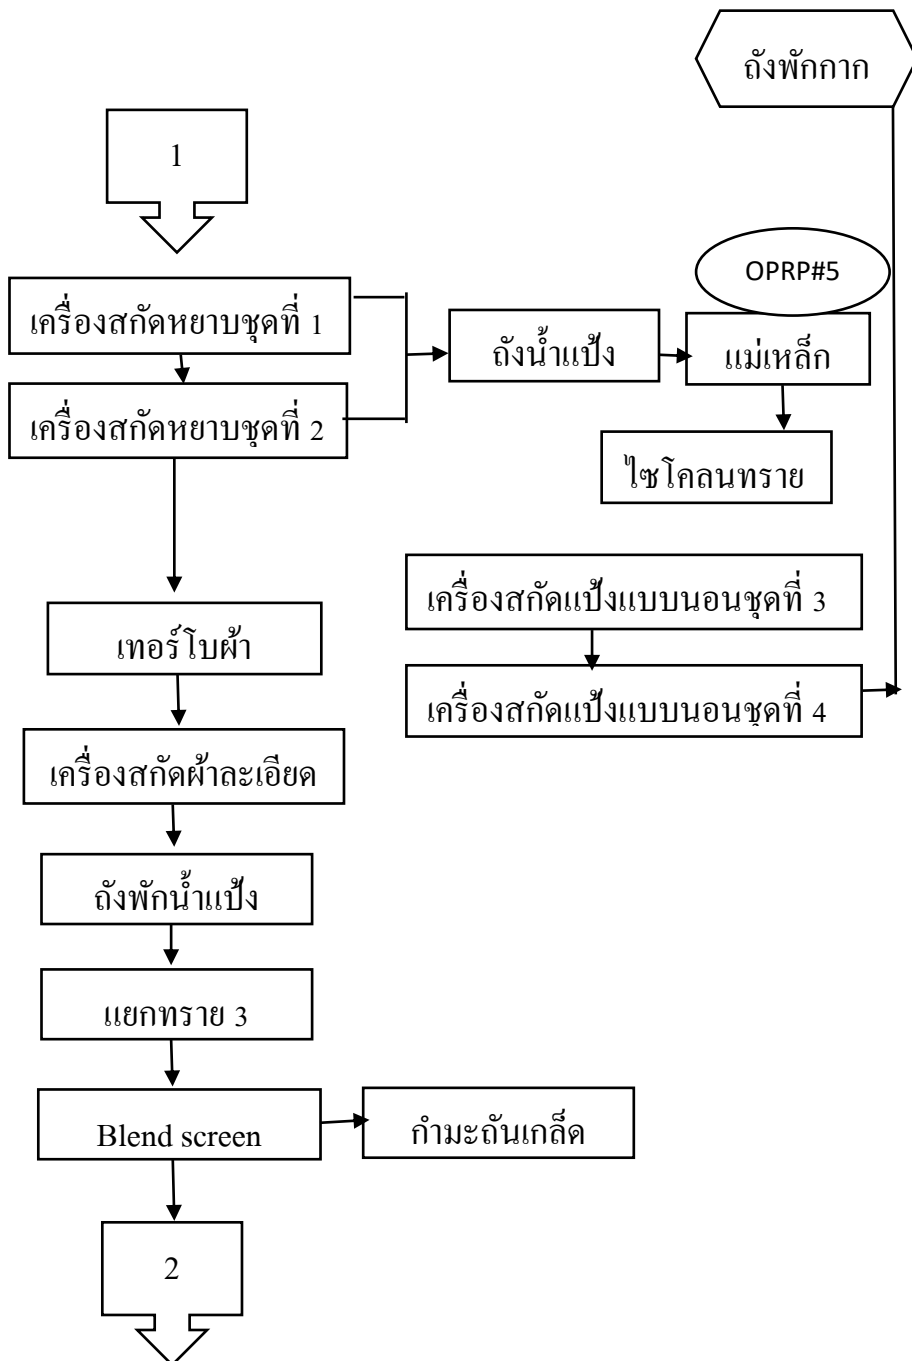 ถังพักกาก
1
OPRP#5
เครื่องสกัดหยาบชุดที่ 1
ถังน้ำแป้ง
แม่เหล็ก
เครื่องสกัดหยาบชุดที่ 2
ไซโคลนทราย
เครื่องสกัดแป้งแบบนอนชุดที่ 3
เทอร์โบผ้า
เครื่องสกัดแป้งแบบนอนชุดที่ 4
เครื่องสกัดผ้าละเอียด
ถังพักน้ำแป้ง
แยกทราย 3
Blend screen
กำมะถันเกล็ด
2